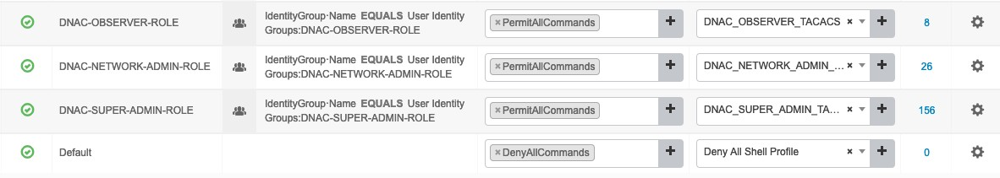 DNAC-OBSERVER-ROLE
IdentityGroup·Name EQUALS User Identity
Groups:DNAC-OBSERVER-ROLE
×PermitAllCommands
DNAC_OBSERVER_TACACS
8
DNAC-NETWORK-ADMIN-ROLE
IdentityGroup·Name EQUALS User Identity
Groups:DNAC-NETWORK-ADMIN-ROLE
×PermitAllCommands
DNAC_NETWORK_ADMIN_...
26
DNAC-SUPER-ADMIN-ROLE
IdentityGroup·Name EQUALS User Identity
Groups:DNAC-SUPER-ADMIN-ROLE
×PermitAllCommands
DNAC_SUPER_ADMIN_TA...
156
Default
×DenyAllCommands
Deny All Shell Profile
0